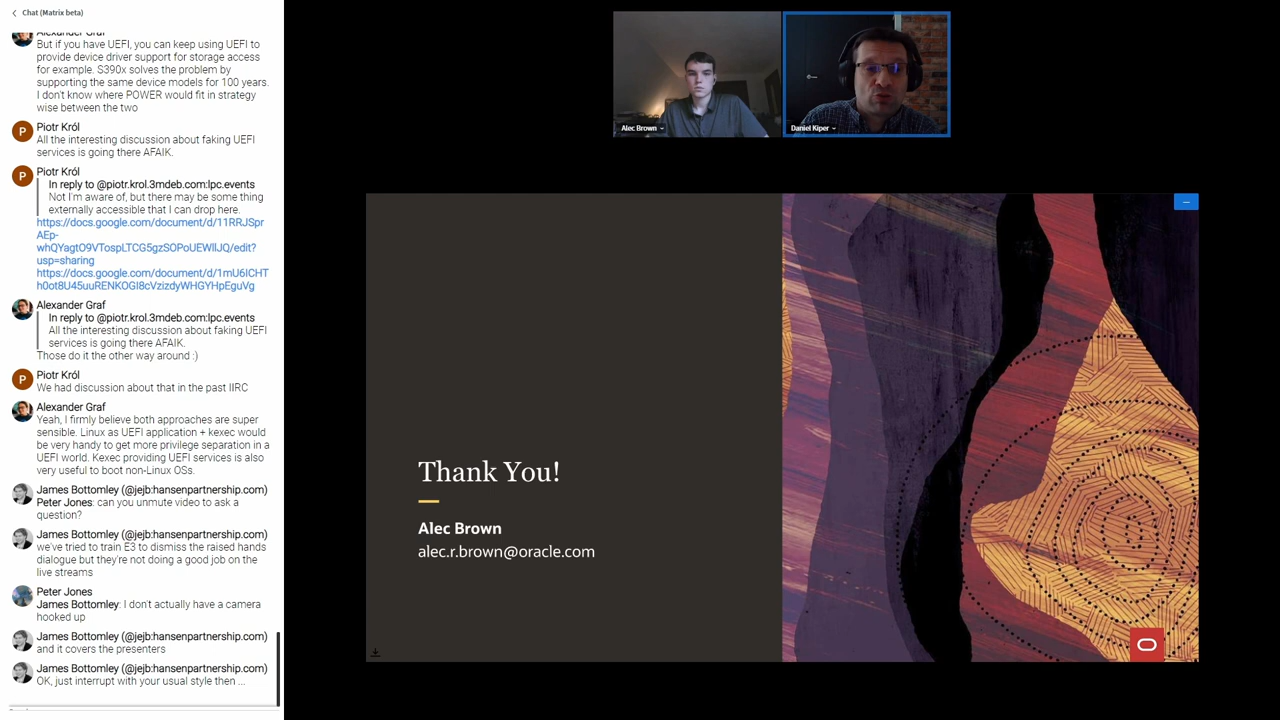 Chat (Matrix beta)
Alexander Graf
But if you have UEFI, you can keep using UEFI to
provide device driver support for storage access
for example. S390x solves the problem by
supporting the same device models for 100 years.
I don't know where POWER would fit in strategy
wise between the two
P
Piotr Król
All the interesting discussion about faking UEFI
services is going there AFAIK.
P
Piotr Król
In reply to @piotr.krol.3mdeb.com:lpc.events
Not I'm aware of, but there may be some thing
externally accessible that I can drop here.
https://docs.google.com/document/d/11RRJSpr
AEp-
whQYagtO9VTospLTCG5gzSOPoUEWllJQ/edit?
usp=sharing
https://docs.google.com/document/d/1mU6ICHT
h0ot8U45uuRENKOGI8cVzizdyWHGYHpEguVg
Alexander Graf
In reply to @piotr.krol.3mdeb.com:lpc.events
All the interesting discussion about faking UEFI
services is going there AFAIK.
Those do it the other way around :)
P
Piotr Król
We had discussion about that in the past IIRC
Alexander Graf
Yeah, I firmly believe both approaches are super
sensible. Linux as UEFI application + kexec would
be very handy to get more privilege separation in a
UEFI world. Kexec providing UEFI services is also
very useful to boot non-Linux OSs.
James Bottomley (@jejb:hansenpartnership.com)
Peter Jones: can you unmute video to ask a
question?
James Bottomley (@jejb:hansenpartnership.com)
we've tried to train E3 to dismiss the raised hands
dialogue but they're not doing a good job on the
live streams
Peter Jones
James Bottomley: I don't actually have a camera
hooked up
James Bottomley (@jejb:hansenpartnership.com)
and it covers the presenters
James Bottomley (@jejb:hansenpartnership.com)
OK, just interrupt with your usual style then ...
Alec Brown
Daniel Kiper
Thank You!
Alec Brown
alec.r.brown@oracle.com